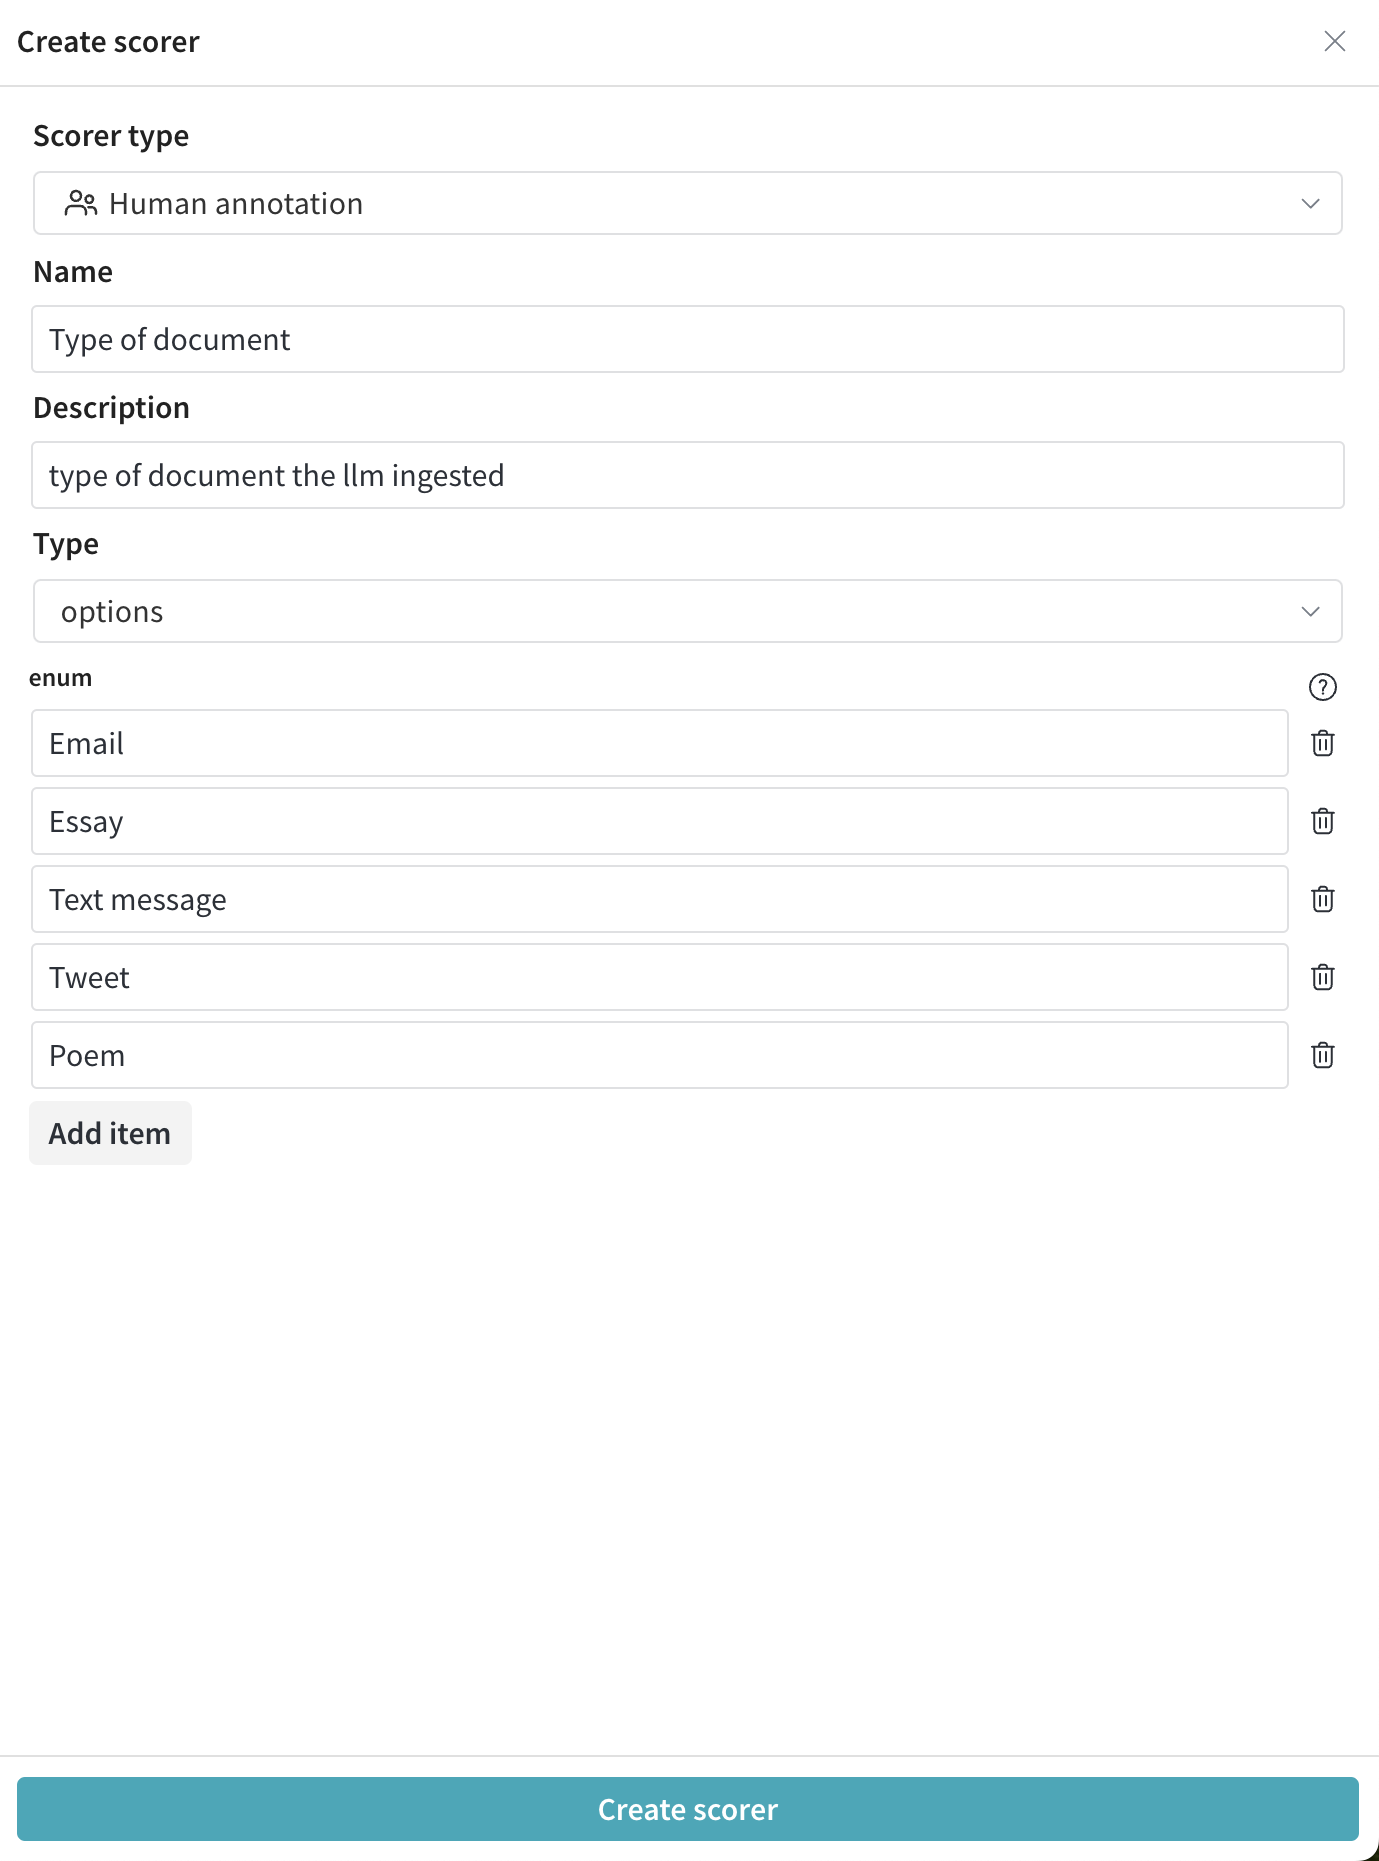 Create scorer
Scorer type
Human annotation
Name
Type of document
Description
type of document the llm ingested
Type
options
enum
?
Email
Essay
Text message
Tweet
Poem
Add item
Create scorer